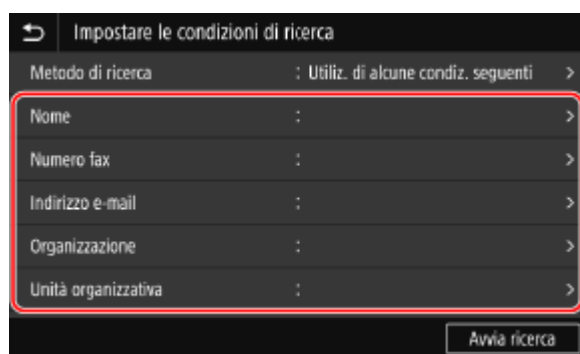 Impostare le condizioni di ricerca
Metodo di ricerca : Utiliz. di alcune condiz. seguenti >
Nome : >
Numero fax : >
Indirizzo e-mail : >
Organizzazione : >
Unità organizzativa : >
Avvia ricerca